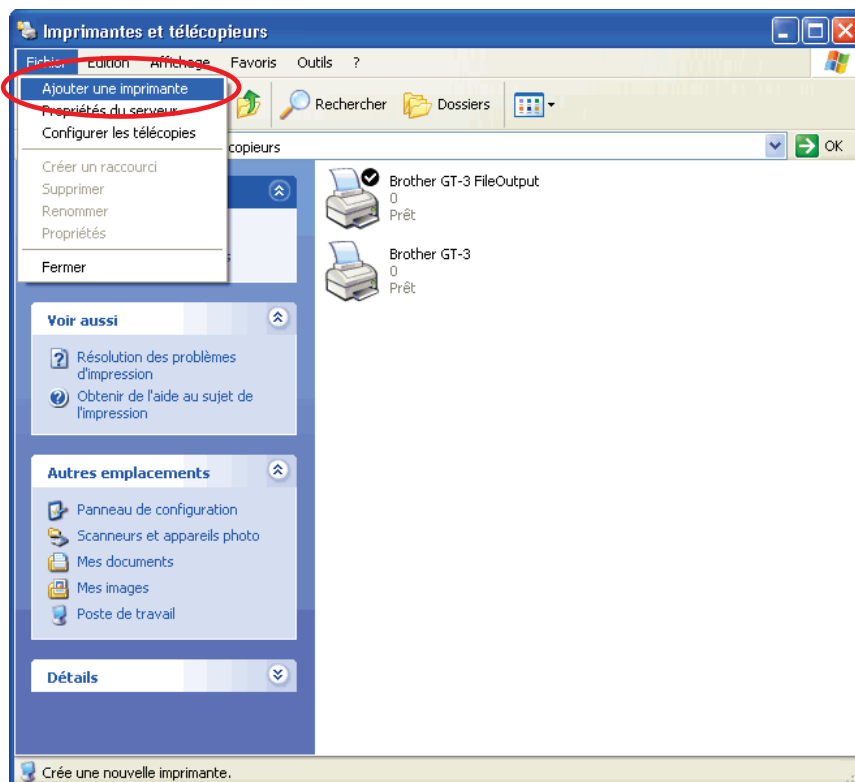 Imprimantes et télécopieurs
Fichier Edition Affichage Favoris Outils ?
Ajouter une imprimante
Propriétés du serveur
Configurer les télécopies
Créer un raccourci
Supprimer
Renommer
Propriétés
Fermer
Rechercher Dossiers
copieurs OK
s
Voir aussi
Résolution des problèmes
d'impression
Obtenir de l'aide au sujet de
l'impression
Autres emplacements
Panneau de configuration
Scanneurs et appareils photo
Mes documents
Mes images
Poste de travail
Détails
Brother GT-3 FileOutput
0
Prêt
Brother GT-3
0
Prêt
Crée une nouvelle imprimante.